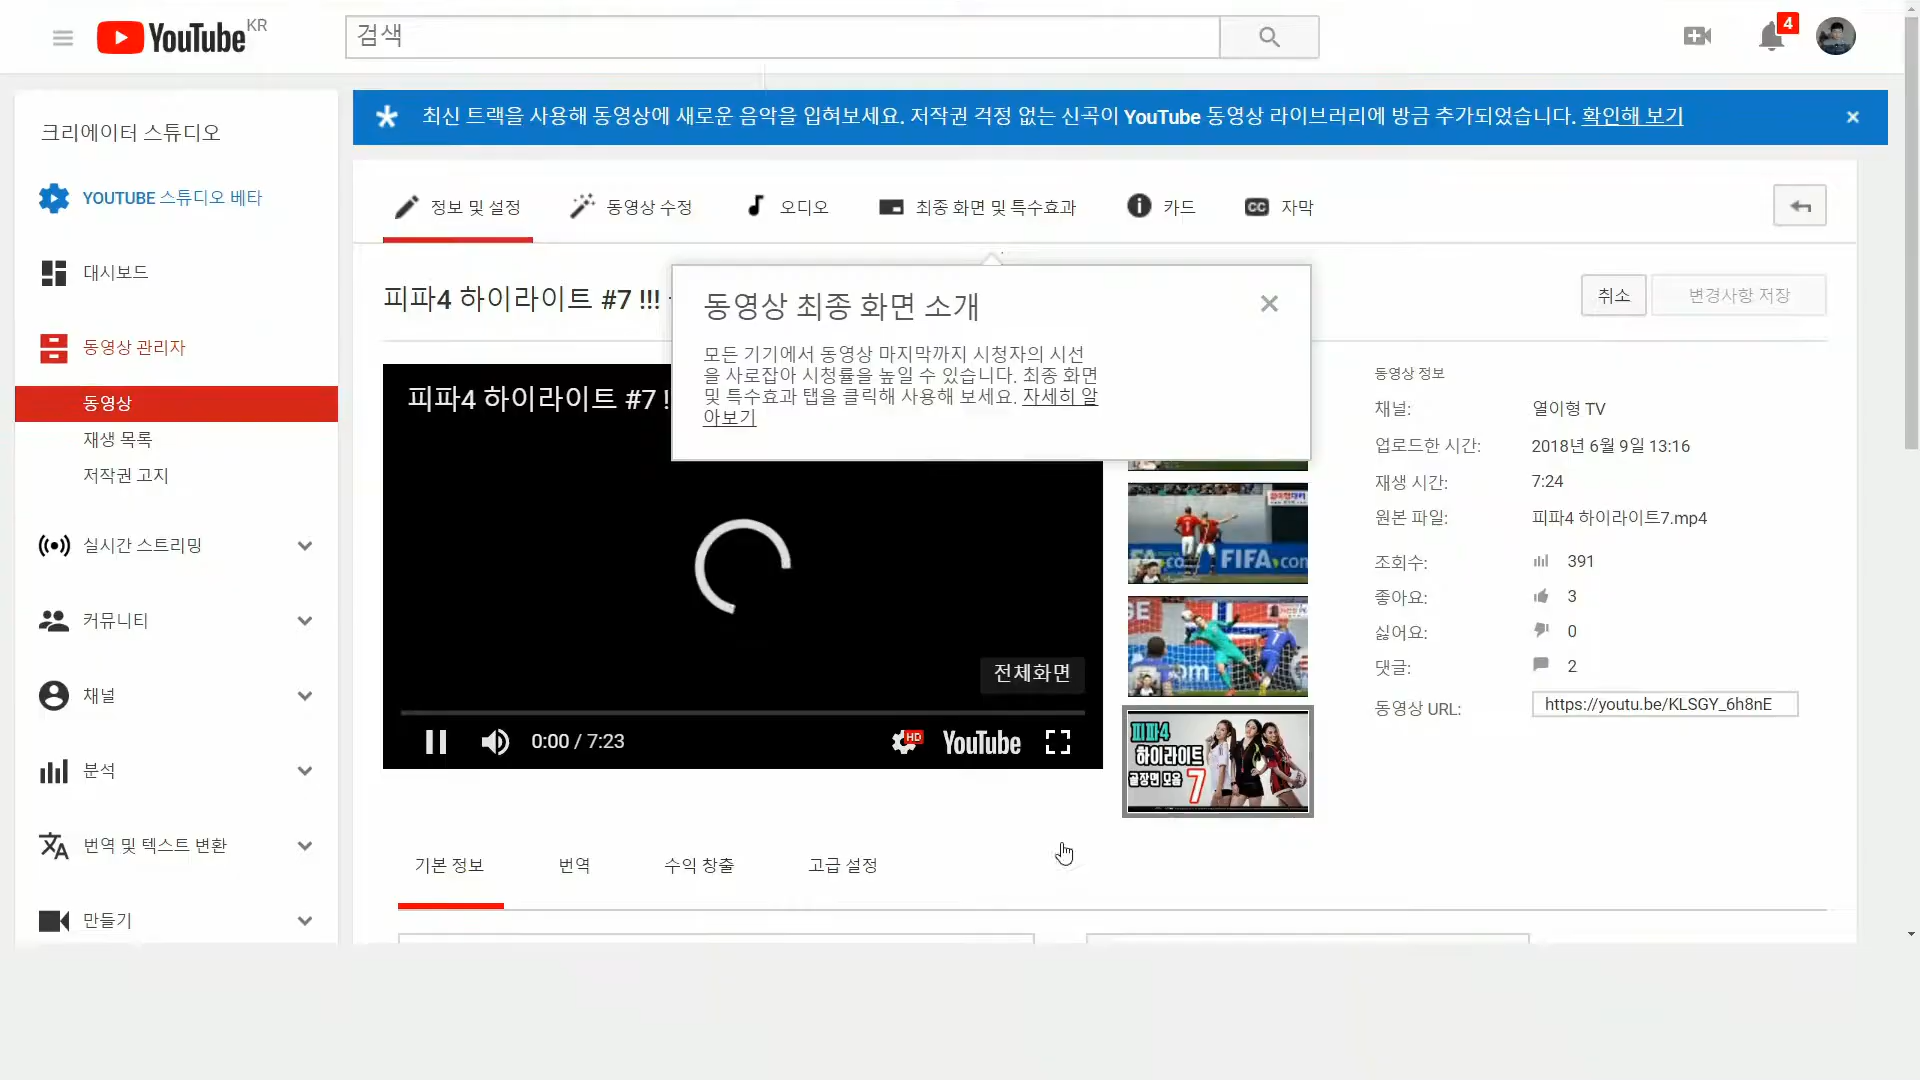 YouTube KR
검색
4
크리에이터 스튜디오
YOUTUBE 스튜디오 베타
대시보드
동영상 관리자
동영상
재생 목록
저작권 고지
실시간 스트리밍
커뮤니티
채널
분석
번역 및 텍스트 변환
만들기
최신 트랙을 사용해 동영상에 새로운 음악을 입혀보세요. 저작권 걱정 없는 신곡이 YouTube 동영상 라이브러리에 방금 추가되었습니다. 확인해 보기
정보 및 설정
동영상 수정
오디오
최종 화면 및 특수효과
카드
CC 자막
피파4 하이라이트 #7 !!!
취소
변경사항 저장
동영상 최종 화면 소개
모든 기기에서 동영상 마지막까지 시청자의 시선
을 사로잡아 시청률을 높일 수 있습니다. 최종 화면
및 특수효과 탭을 클릭해 사용해 보세요. 자세히 알
아보기
피파4 하이라이트 #7 !
전체화면
0:00 / 7:23
HD
YouTube
FIFA.com
피파4
하이라이트
골장면 모음 7
동영상 정보
채널: 열이형 TV
업로드한 시간: 2018년 6월 9일 13:16
재생 시간: 7:24
원본 파일: 피파4 하이라이트7.mp4
조회수: 391
좋아요: 3
싫어요: 0
댓글: 2
동영상 URL: https://youtu.be/KLSGY_6h8nE
기본 정보
번역
수익 창출
고급 설정